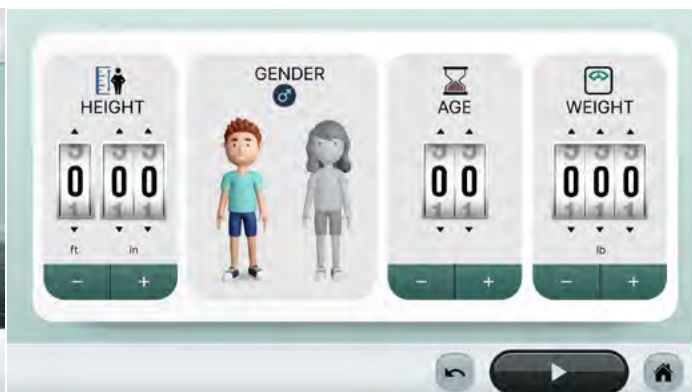 HEIGHT
GENDER
AGE
WEIGHT
0 0 0
0 0
0 0 0
ft
in
lb
- +
- +
- +